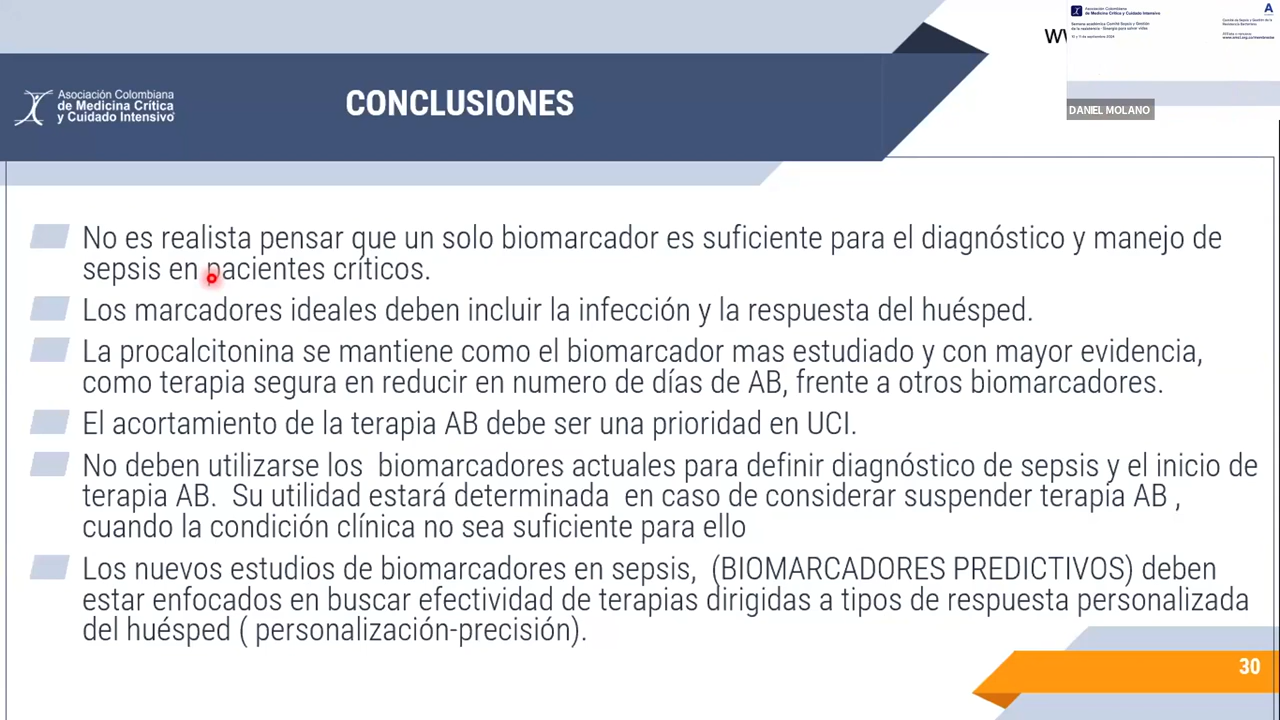 Asociación Colombiana
de Medicina Crítica
y Cuidado Intensivo
CONCLUSIONES
W
Asociación Colombiana
de Medicina Crítica y Cuidado Intensivo
A
DANIEL MOLANO
No es realista pensar que un solo biomarcador es suficiente para el diagnóstico y manejo de
sepsis en pacientes críticos.
Los marcadores ideales deben incluir la infección y la respuesta del huésped.
La procalcitonina se mantiene como el biomarcador mas estudiado y con mayor evidencia,
como terapia segura en reducir en numero de días de AB, frente a otros biomarcadores.
El acortamiento de la terapia AB debe ser una prioridad en UCI.
No deben utilizarse los biomarcadores actuales para definir diagnóstico de sepsis y el inicio de
terapia AB. Su utilidad estará determinada en caso de considerar suspender terapia AB ,
cuando la condición clínica no sea suficiente para ello
Los nuevos estudios de biomarcadores en sepsis, (BIOMARCADORES PREDICTIVOS) deben
estar enfocados en buscar efectividad de terapias dirigidas a tipos de respuesta personalizada
del huésped ( personalización-precisión).
30